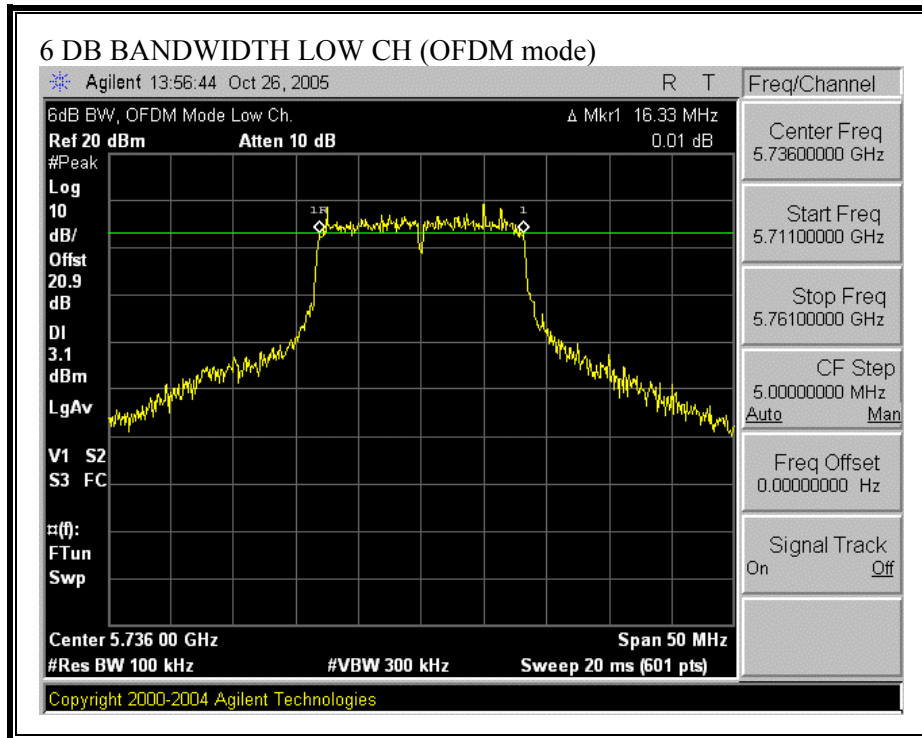 6 DB BANDWIDTH LOW CH (OFDM mode)
Agilent 13:56:44 Oct 26, 2005 R T
6dB BW, OFDM Mode Low Ch. Δ Mkr1 16.33 MHz
Ref 20 dBm Atten 10 dB 0.01 dB
#Peak
Log
10
dB/
Offst
20.9
dB
DI
3.1
dBm
LgAv
V1 S2
S3 FC
¤(f):
FTun
Swp
1R
1
Center 5.736 00 GHz Span 50 MHz
#Res BW 100 kHz #VBW 300 kHz Sweep 20 ms (601 pts)
Copyright 2000-2004 Agilent Technologies
Freq/Channel
Center Freq
5.73600000 GHz
Start Freq
5.71100000 GHz
Stop Freq
5.76100000 GHz
CF Step
5.00000000 MHz
Auto Man
Freq Offset
0.00000000 Hz
Signal Track
On Off